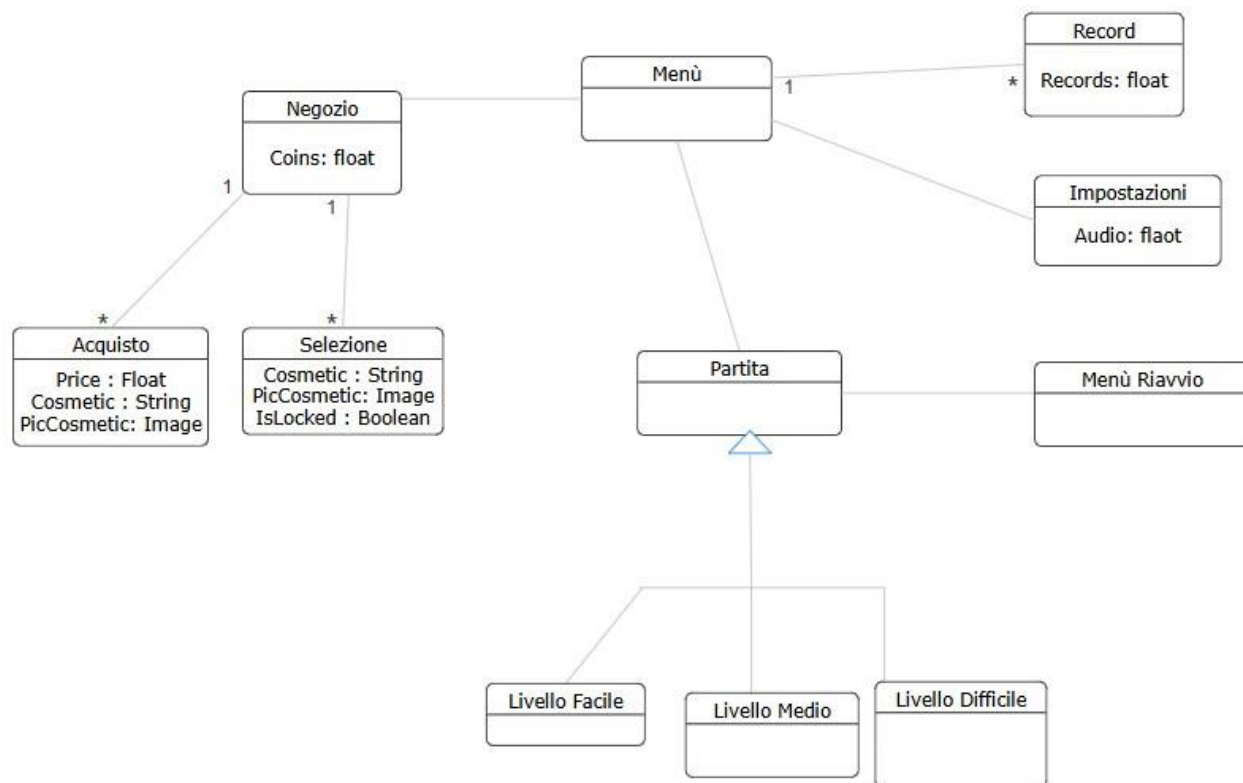 Record
Records: float
Menù
1
*
Negozio
Coins: float
1
1
Impostazioni
Audio: flaot
*
*
Acquisto
Price : Float
Cosmetic : String
PicCosmetic: Image
Selezione
Cosmetic : String
PicCosmetic: Image
IsLocked : Boolean
Partita
Menù Riavvio
Livello Facile
Livello Medio
Livello Difficile